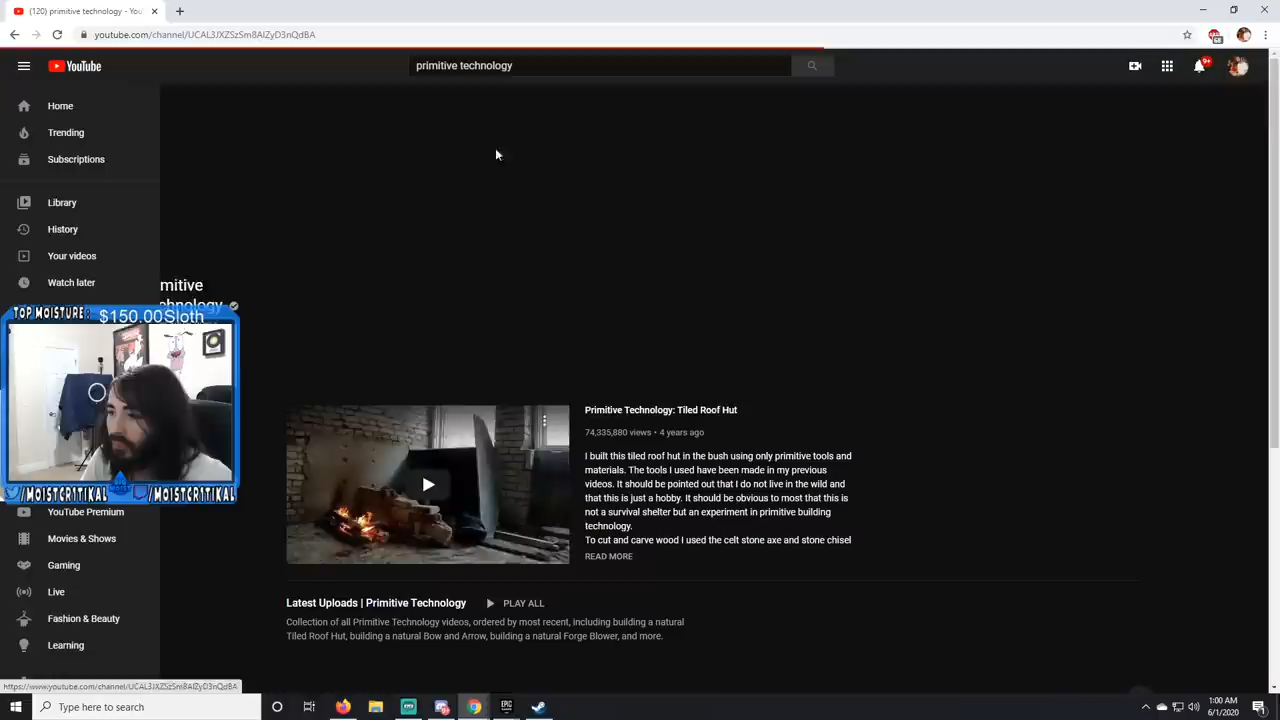 (120) primitive technology - You
youtube.com/channel/UCAL3JXZSzSm8AlZyD3nQdBA
YouTube
primitive technology
9+
Home
Trending
Subscriptions
Library
History
Your videos
Watch later
mitive
chnology
TOP MOISTURE: $150.00Sloth
/MOISTCRITIKAL /MOISTCRITIKAL
YouTube Premium
Movies & Shows
Gaming
Live
Fashion & Beauty
Learning
Primitive Technology: Tiled Roof Hut
74,335,880 views • 4 years ago
I built this tiled roof hut in the bush using only primitive tools and
materials. The tools I used have been made in my previous
videos. It should be pointed out that I do not live in the wild and
that this is just a hobby. It should be obvious to most that this is
not a survival shelter but an experiment in primitive building
technology.
To cut and carve wood I used the celt stone axe and stone chisel
READ MORE
Latest Uploads | Primitive Technology PLAY ALL
Collection of all Primitive Technology videos, ordered by most recent, including building a natural
Tiled Roof Hut, building a natural Bow and Arrow, building a natural Forge Blower, and more.
https://www.youtube.com/channel/UCAL3JXZSzSm8AlZyD3nQdBA
Type here to search
EPIC
1:00 AM
6/1/2020